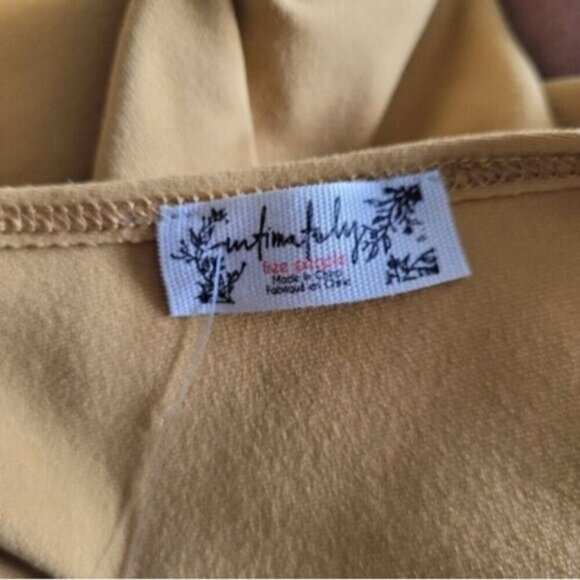 intimately
free people
Made in China
Fabriqué en Chine